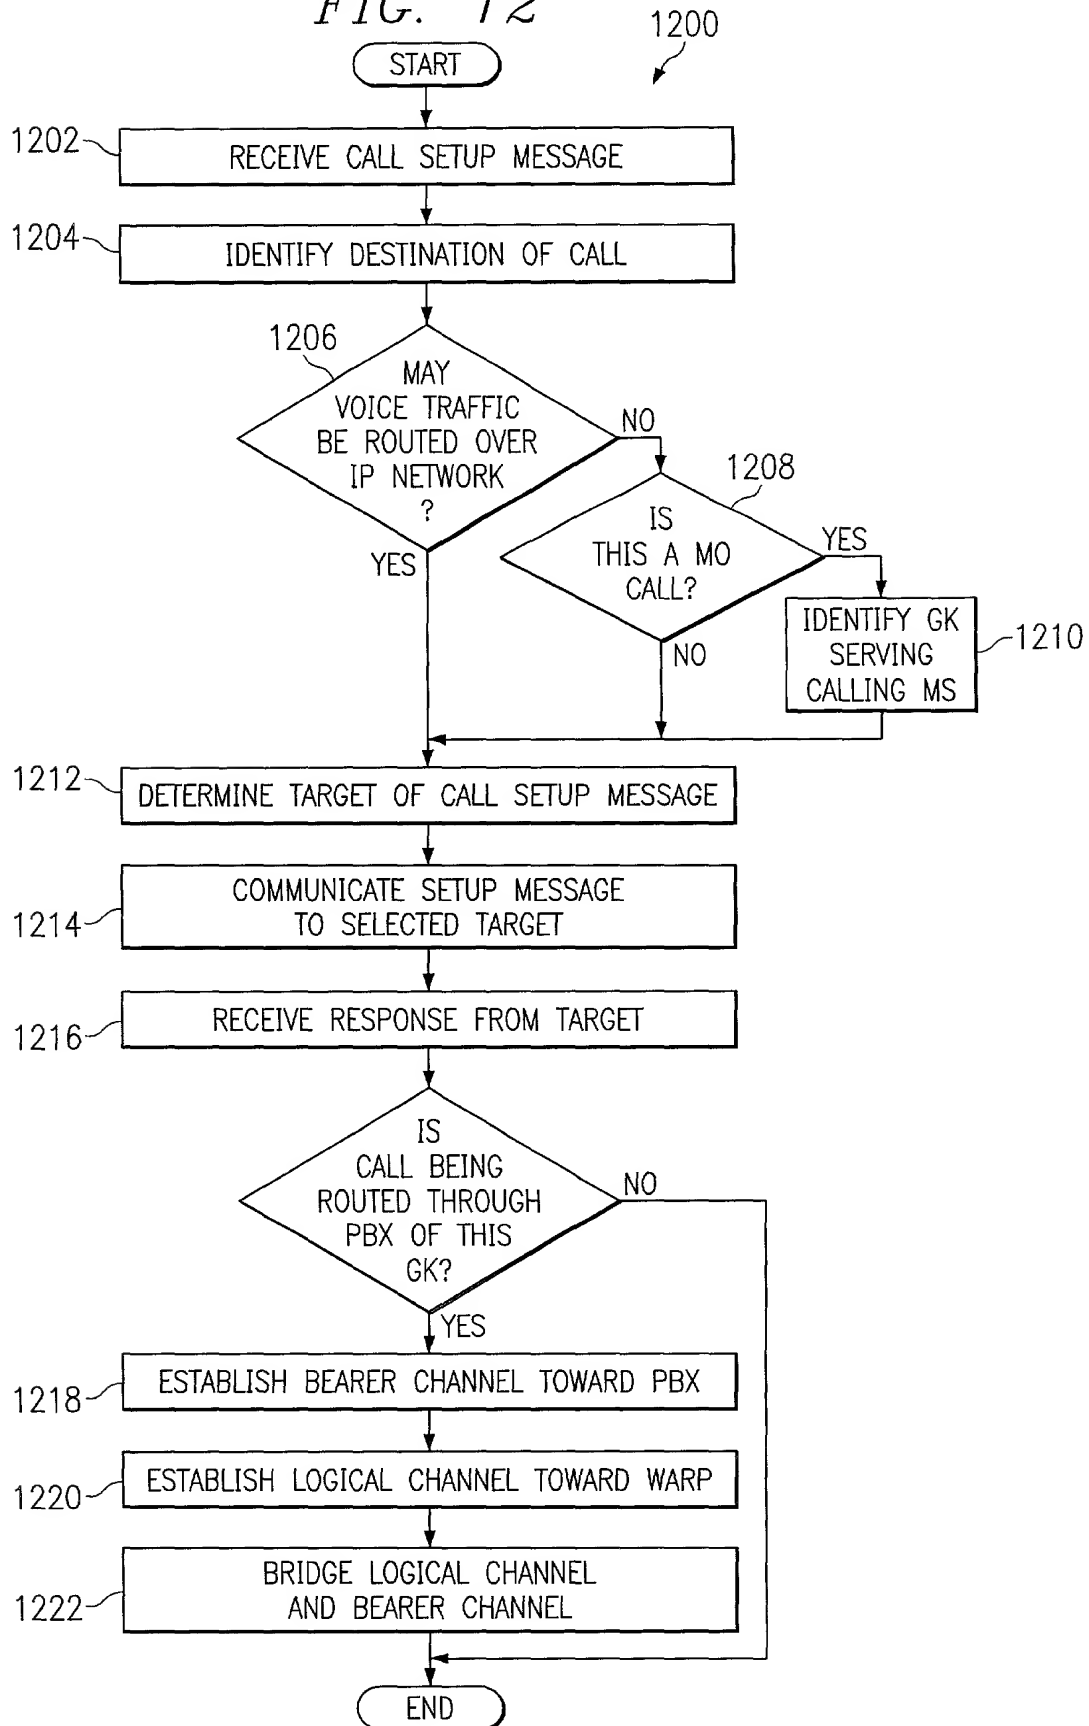 FIG. 12
1200
START
1202
RECEIVE CALL SETUP MESSAGE
1204
IDENTIFY DESTINATION OF CALL
1206
MAY
VOICE TRAFFIC
BE ROUTED OVER
IP NETWORK
?
NO
YES
1208
IS
THIS A MO
CALL?
YES
NO
IDENTIFY GK
SERVING
CALLING MS
1210
1212
DETERMINE TARGET OF CALL SETUP MESSAGE
1214
COMMUNICATE SETUP MESSAGE
TO SELECTED TARGET
1216
RECEIVE RESPONSE FROM TARGET
IS
CALL BEING
ROUTED THROUGH
PBX OF THIS
GK?
NO
YES
1218
ESTABLISH BEARER CHANNEL TOWARD PBX
1220
ESTABLISH LOGICAL CHANNEL TOWARD WARP
1222
BRIDGE LOGICAL CHANNEL
AND BEARER CHANNEL
END